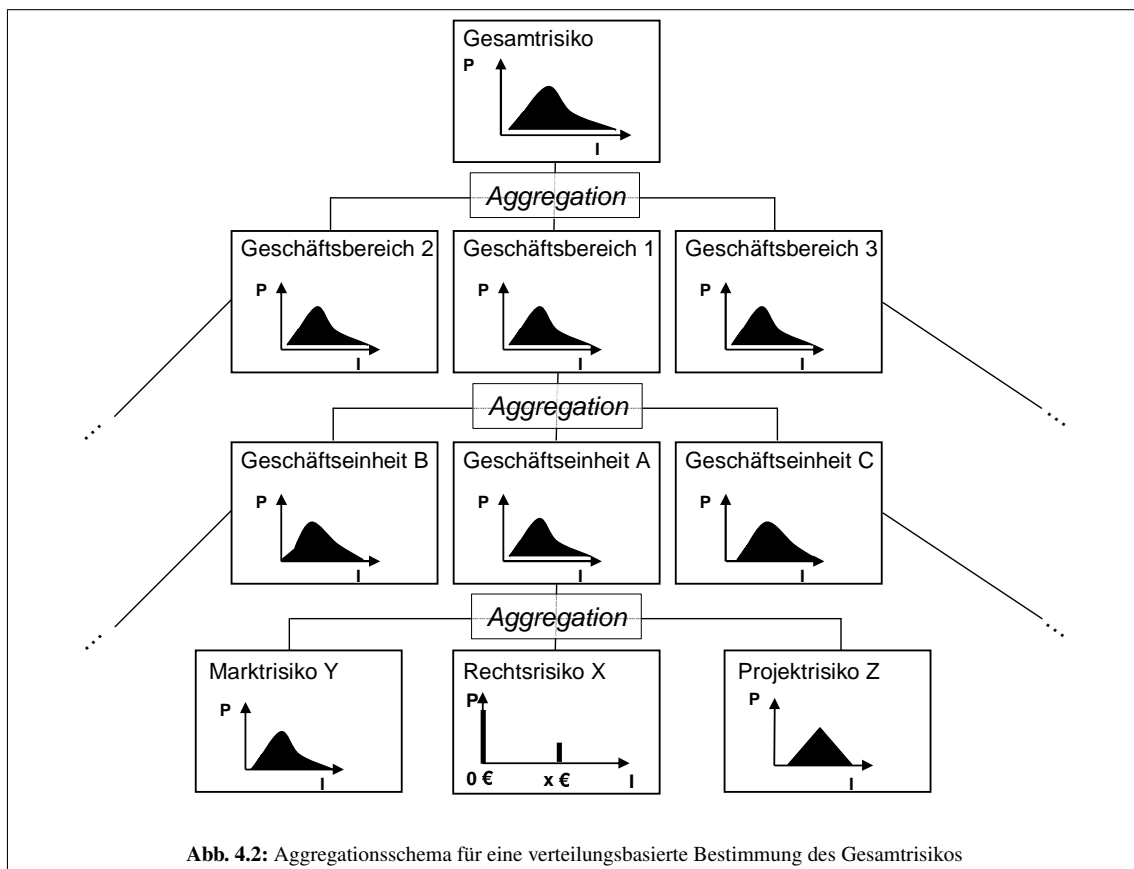 Gesamtrisiko
P
I
Aggregation
Geschäftsbereich 2
P
I
Geschäftsbereich 1
P
I
Geschäftsbereich 3
P
I
...
...
Aggregation
Geschäftseinheit B
P
I
Geschäftseinheit A
P
I
Geschäftseinheit C
P
I
...
...
Aggregation
Marktrisiko Y
P
I
Rechtsrisiko X
P
0 € x € I
Projektrisiko Z
P
I
Abb. 4.2: Aggregationsschema für eine verteilungsbasierte Bestimmung des Gesamtrisikos